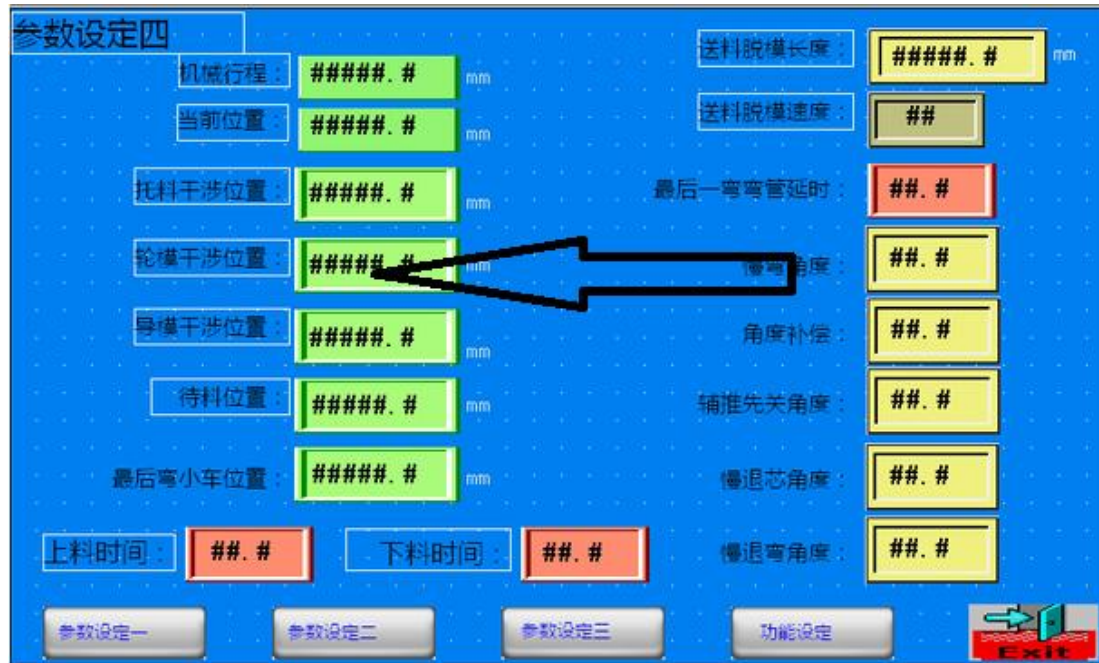 参数设定四
机械行程： #####.# mm
当前位置： #####.# mm
托料干涉位置： #####.# mm
轮模干涉位置： #####.# mm
导模干涉位置： #####.# mm
待料位置： #####.# mm
最后弯小车位置： #####.# mm
上料时间： ##.#
下料时间： ##.#
送料脱模长度： #####.# mm
送料脱模速度： ##
最后一弯弯管延时： ##.#
慢弯角度： ##.#
角度补偿： ##.#
辅推先关角度： ##.#
慢退芯角度： ##.#
慢退弯角度： ##.#
参数设定一
参数设定二
参数设定三
功能设定
Exit